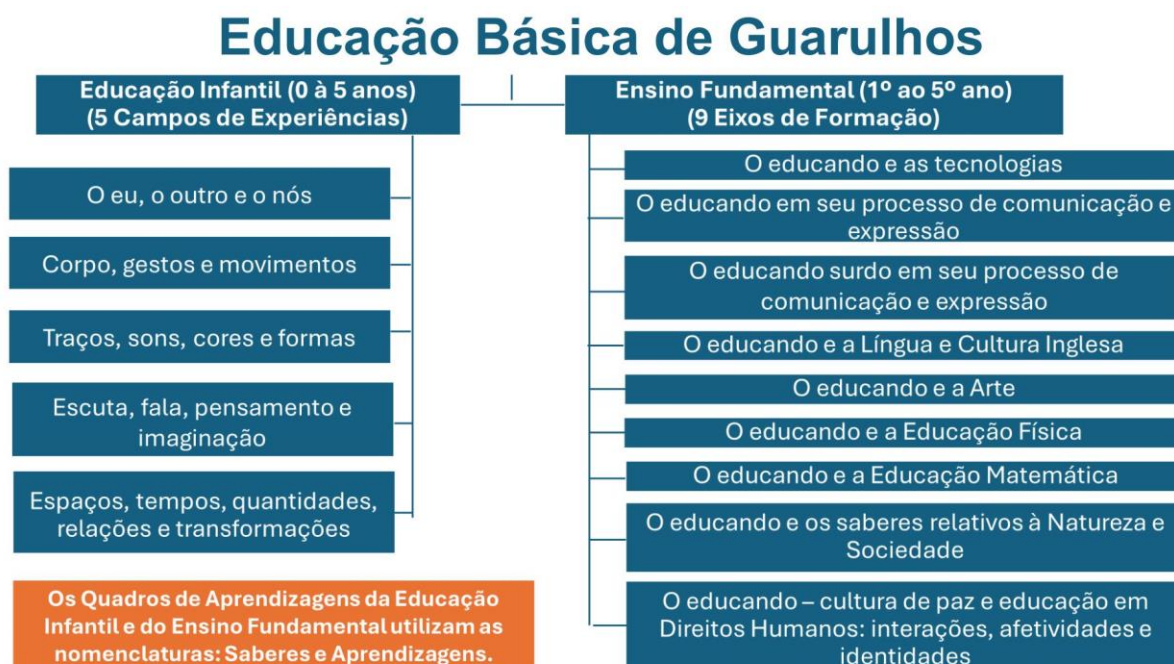 Educação Básica de Guarulhos
Educação Infantil (0 à 5 anos)
(5 Campos de Experiências)
O eu, o outro e o nós
Corpo, gestos e movimentos
Traços, sons, cores e formas
Escuta, fala, pensamento e
imaginação
Espaços, tempos, quantidades,
relações e transformações
Os Quadros de Aprendizagens da Educação
Infantil e do Ensino Fundamental utilizam as
nomenclaturas: Saberes e Aprendizagens.
Ensino Fundamental (1º ao 5º ano)
(9 Eixos de Formação)
O educando e as tecnologias
O educando em seu processo de comunicação e
expressão
O educando surdo em seu processo de
comunicação e expressão
O educando e a Língua e Cultura Inglesa
O educando e a Arte
O educando e a Educação Física
O educando e a Educação Matemática
O educando e os saberes relativos à Natureza e
Sociedade
O educando – cultura de paz e educação em
Direitos Humanos: interações, afetividades e
identidades